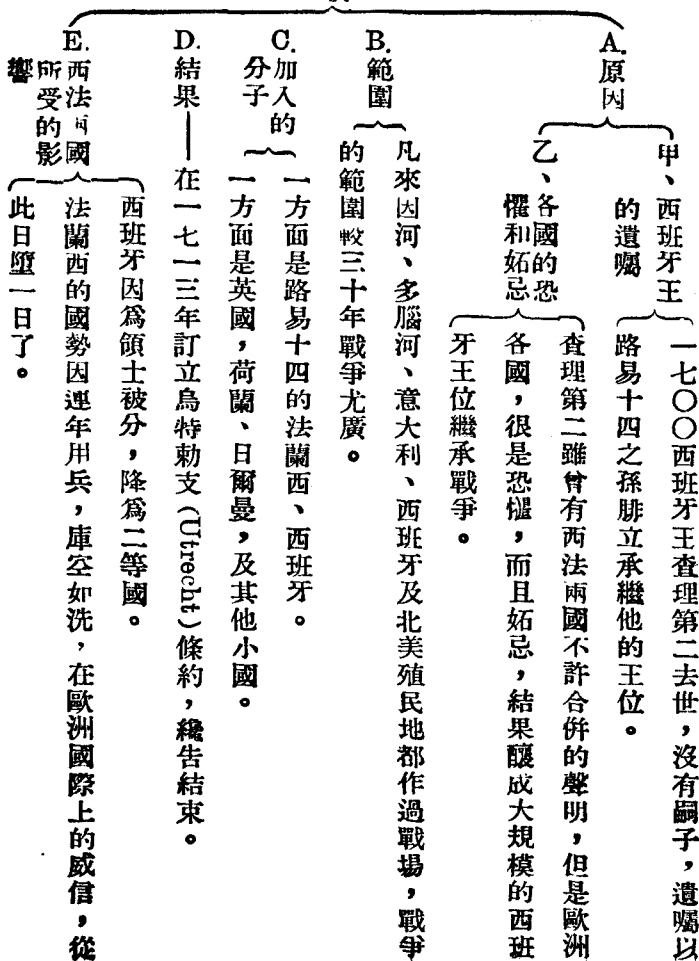 A.原因
甲、西班牙王
的遺囑
一七〇〇西班牙王查理第二去世，沒有嗣子，遺囑以
路易十四之孫腓立承繼他的王位。
乙、各國的恐
懼和妬忌
查理第二雖曾有西法兩國不許合併的聲明，但是歐洲
各國，很是恐懼，而且妬忌，結果釀成大規模的西班
牙王位繼承戰爭。
B.範圍
凡來因河、多腦河、意大利、西班牙及北美殖民地都作過戰場，戰爭
的範圍較三十年戰爭尤廣。
C.加入的
分子
一方面是路易十四的法蘭西、西班牙。
一方面是英國，荷蘭、日爾曼，及其他小國。
D.結果——在一七一三年訂立烏特勒支(Utrecht)條約，纔告結束。
E.西法兩國
所受的影
響
西班牙因爲領士被分，降爲二等國。
法蘭西的國勢因連年用兵，庫空如洗，在歐洲國際上的威信，從
此日墮一日了。